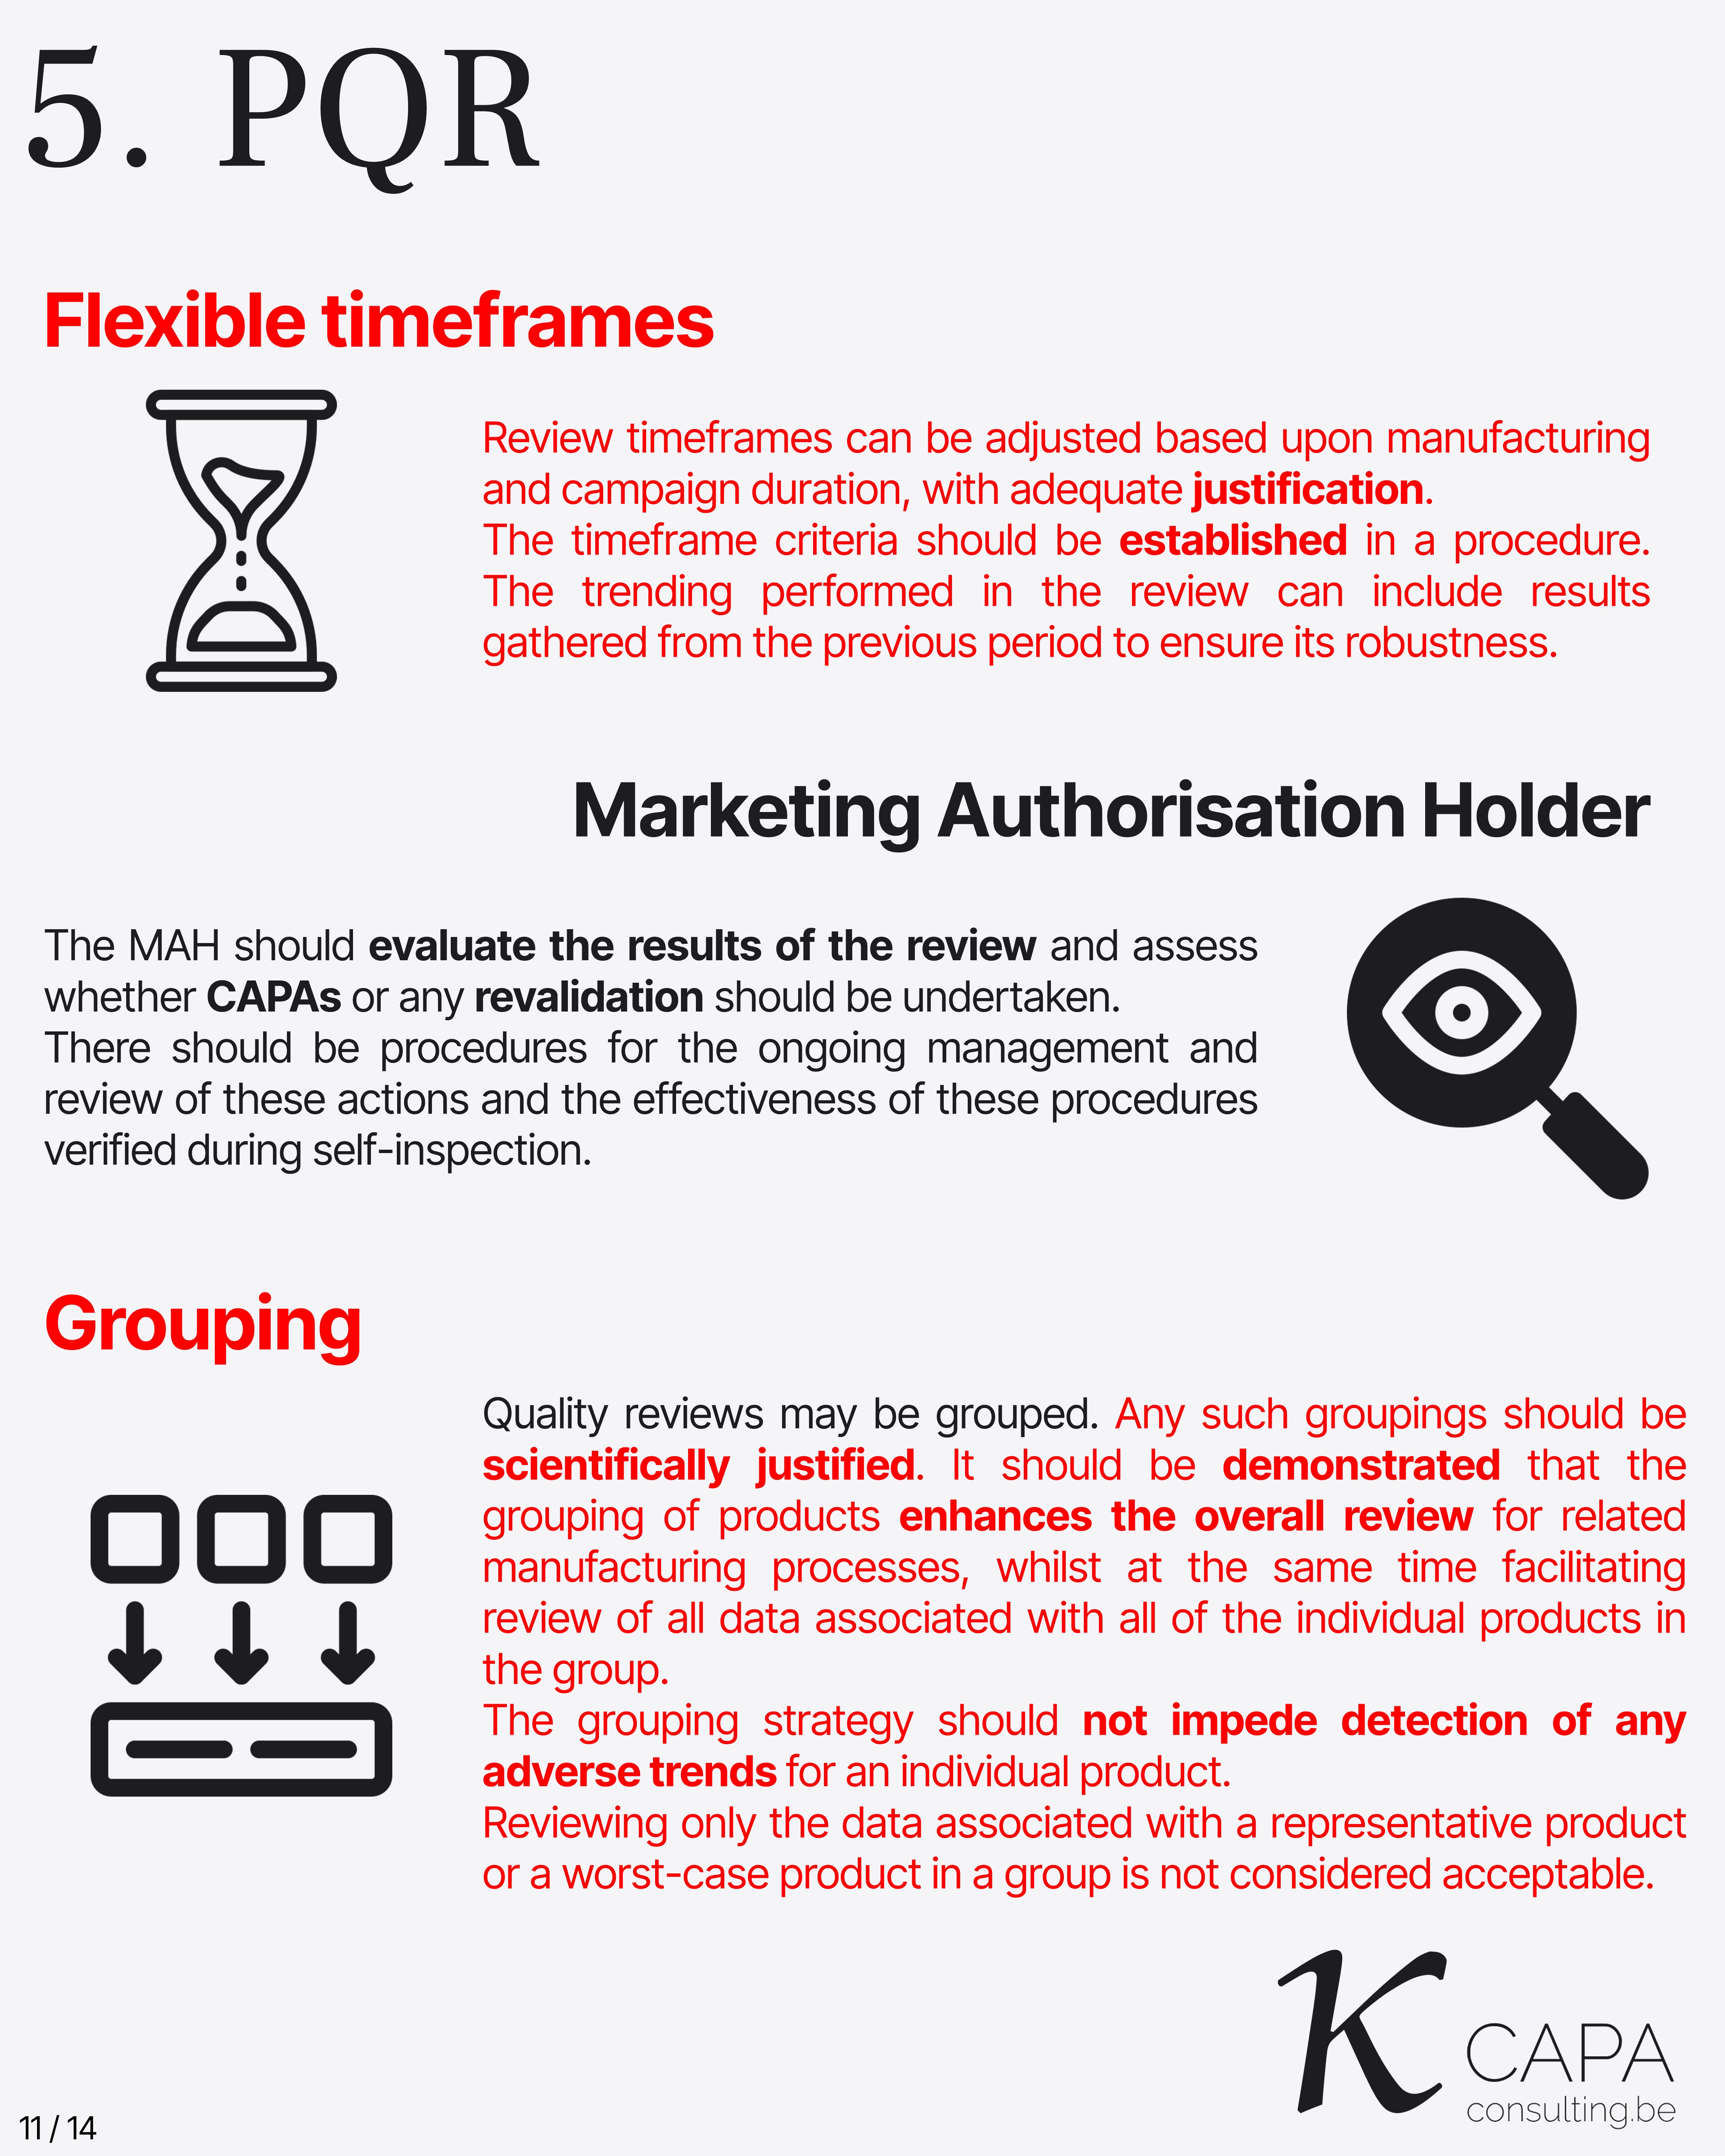 5. PQR
Flexible timeframes
Review timeframes can be adjusted based upon manufacturing
and campaign duration, with adequate justification.
The timeframe criteria should be established in a procedure.
The trending performed in the review can include results
gathered from the previous period to ensure its robustness.
Marketing Authorisation Holder
The MAH should evaluate the results of the review and assess
whether CAPAs or any revalidation should be undertaken.
There should be procedures for the ongoing management and
review of these actions and the effectiveness of these procedures
verified during self-inspection.
Grouping
Quality reviews may be grouped. Any such groupings should be
scientifically justified. It should be demonstrated that the
grouping of products enhances the overall review for related
manufacturing processes, whilst at the same time facilitating
review of all data associated with all of the individual products in
the group.
The grouping strategy should not impede detection of any
adverse trends for an individual product.
Reviewing only the data associated with a representative product
or a worst-case product in a group is not considered acceptable.
K CAPA
consulting.be
11 / 14